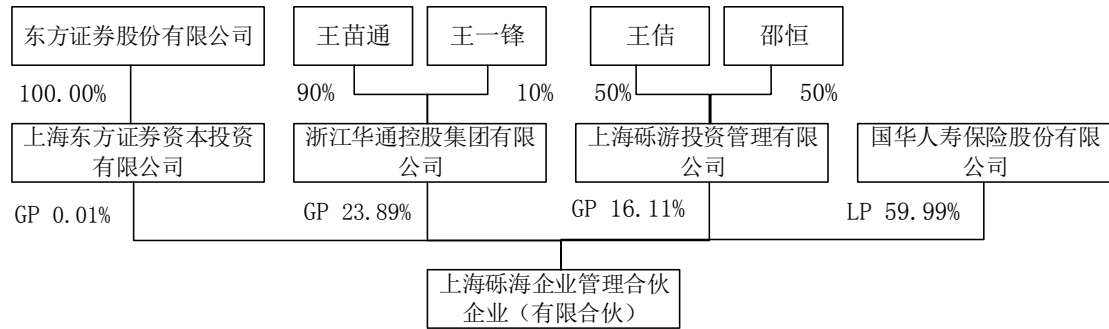 东方证券股份有限公司
王苗通
王一锋
王佶
邵恒
100.00%
90%
10%
50%
50%
上海东方证券资本投资
有限公司
浙江华通控股集团有限
公司
上海砾游投资管理有限
公司
国华人寿保险股份有限
公司
GP 0.01%
GP 23.89%
GP 16.11%
LP 59.99%
上海砾海企业管理合伙
企业（有限合伙）